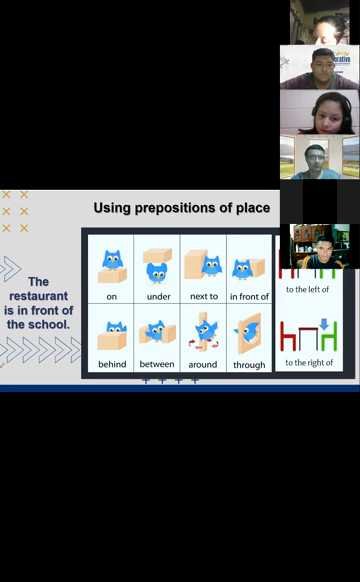 Using prepositions of place
The
restaurant
is in front of
the school.
on under next to in front of
to the left of
behind between around through
to the right of